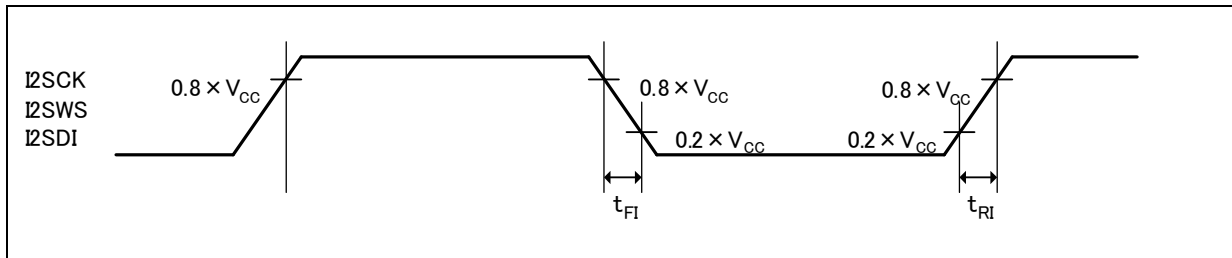 I2SCK
I2SWS
I2SDI
0.8 × VCC
0.8 × VCC
0.2 × VCC
0.8 × VCC
0.2 × VCC
tFI
tRI